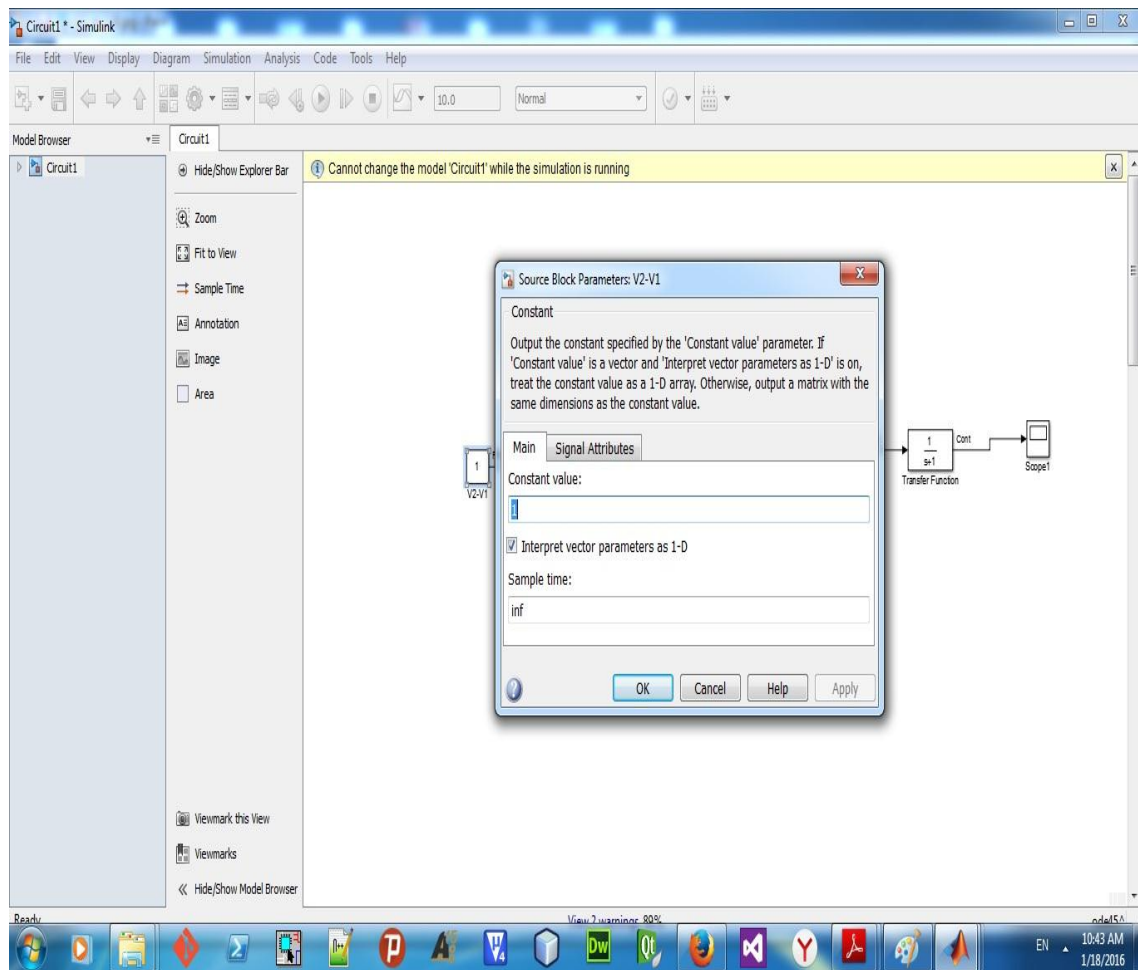 Circuit1 * - Simulink
File Edit View Display Diagram Simulation Analysis Code Tools Help
10.0 Normal
Model Browser
Circuit1
Circuit1
Hide/Show Explorer Bar
Cannot change the model 'Circuit1' while the simulation is running
Zoom
Fit to View
Sample Time
Annotation
Image
Area
Source Block Parameters: V2-V1
Constant
Output the constant specified by the 'Constant value' parameter. If
'Constant value' is a vector and 'Interpret vector parameters as 1-D' is on,
treat the constant value as a 1-D array. Otherwise, output a matrix with the
same dimensions as the constant value.
Main Signal Attributes
Constant value:
1
Interpret vector parameters as 1-D
Sample time:
inf
OK Cancel Help Apply
1
V2-V1
1
s+1
Cont
Transfer Function
Scope1
Viewmark this View
Viewmarks
Hide/Show Model Browser
Ready View 2 warnings 89% ode45
EN 10:43 AM
1/18/2016